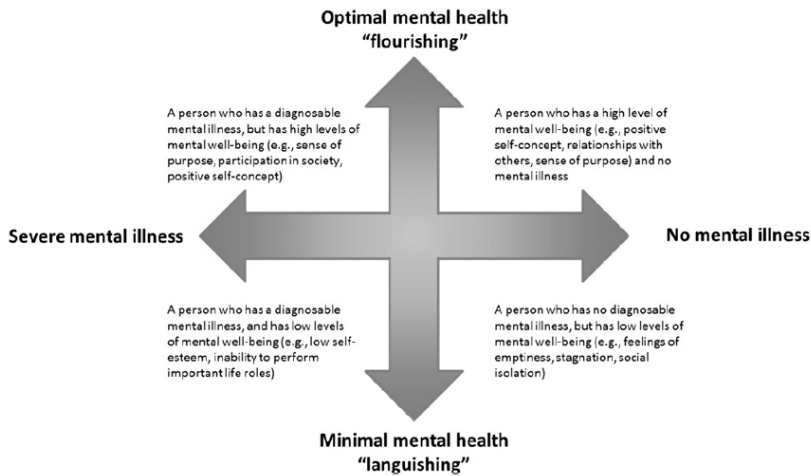 Optimal mental health
“flourishing”
A person who has a diagnosable
mental illness, but has high levels of
mental well-being (e.g., sense of
purpose, participation in society,
positive self-concept)
A person who has a high level of
mental well-being (e.g., positive
self-concept, relationships with
others, sense of purpose) and no
mental illness
Severe mental illness
No mental illness
A person who has a diagnosable
mental illness, and has low levels
of mental well-being (e.g., low self-
esteem, inability to perform
important life roles)
A person who has no diagnosable
mental illness, but has low levels of
mental well-being (e.g., feelings of
emptiness, stagnation, social
isolation)
Minimal mental health
“languishing”